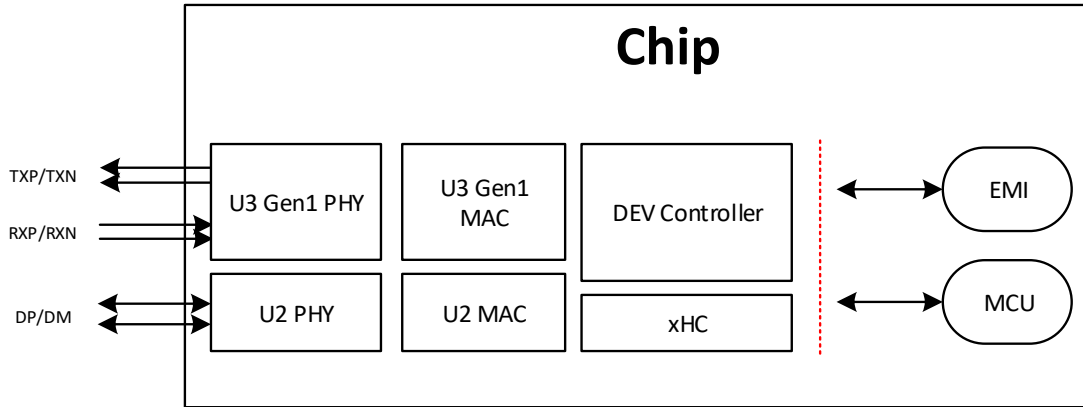 Chip
TXP/TXN
RXP/RXN
DP/DM
U3 Gen1 PHY
U3 Gen1
MAC
DEV Controller
U2 PHY
U2 MAC
xHC
EMI
MCU